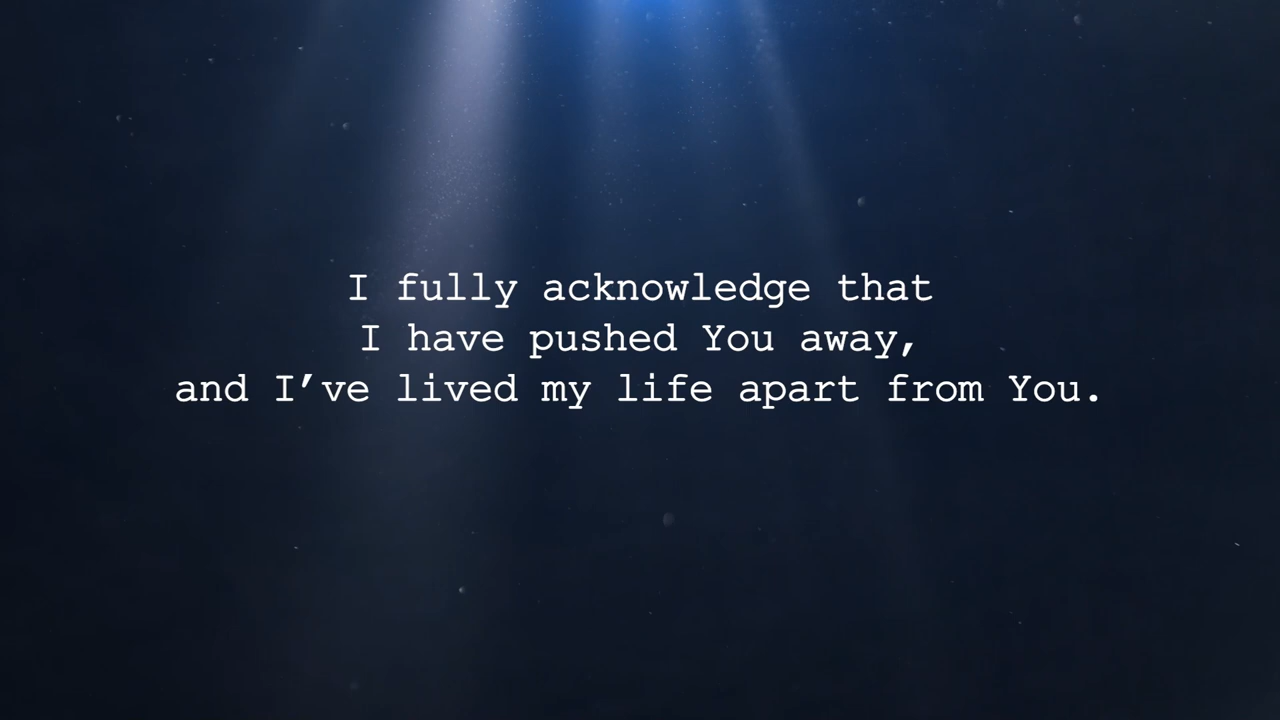 I fully acknowledge that
I have pushed You away,
and I’ve lived my life apart from You.